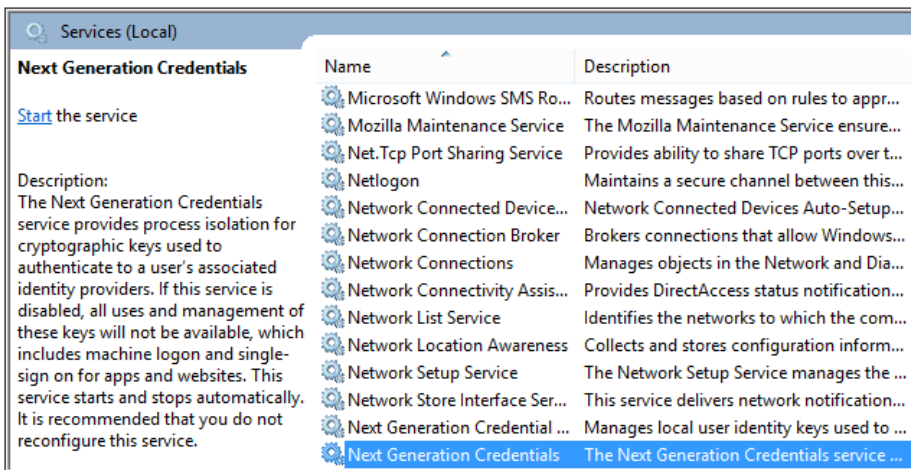 Services (Local)
Next Generation Credentials
Start the service
Description:
The Next Generation Credentials
service provides process isolation for
cryptographic keys used to
authenticate to a user's associated
identity providers. If this service is
disabled, all uses and management of
these keys will not be available, which
includes machine logon and single-
sign on for apps and websites. This
service starts and stops automatically.
It is recommended that you do not
reconfigure this service.
Name Description
Microsoft Windows SMS Ro... Routes messages based on rules to appr...
Mozilla Maintenance Service The Mozilla Maintenance Service ensure...
Net.Tcp Port Sharing Service Provides ability to share TCP ports over t...
Netlogon Maintains a secure channel between this...
Network Connected Device... Network Connected Devices Auto-Setup...
Network Connection Broker Brokers connections that allow Windows...
Network Connections Manages objects in the Network and Dia...
Network Connectivity Assis... Provides DirectAccess status notification...
Network List Service Identifies the networks to which the com...
Network Location Awareness Collects and stores configuration inform...
Network Setup Service The Network Setup Service manages the ...
Network Store Interface Ser... This service delivers network notification...
Next Generation Credential ... Manages local user identity keys used to ...
Next Generation Credentials The Next Generation Credentials service ...